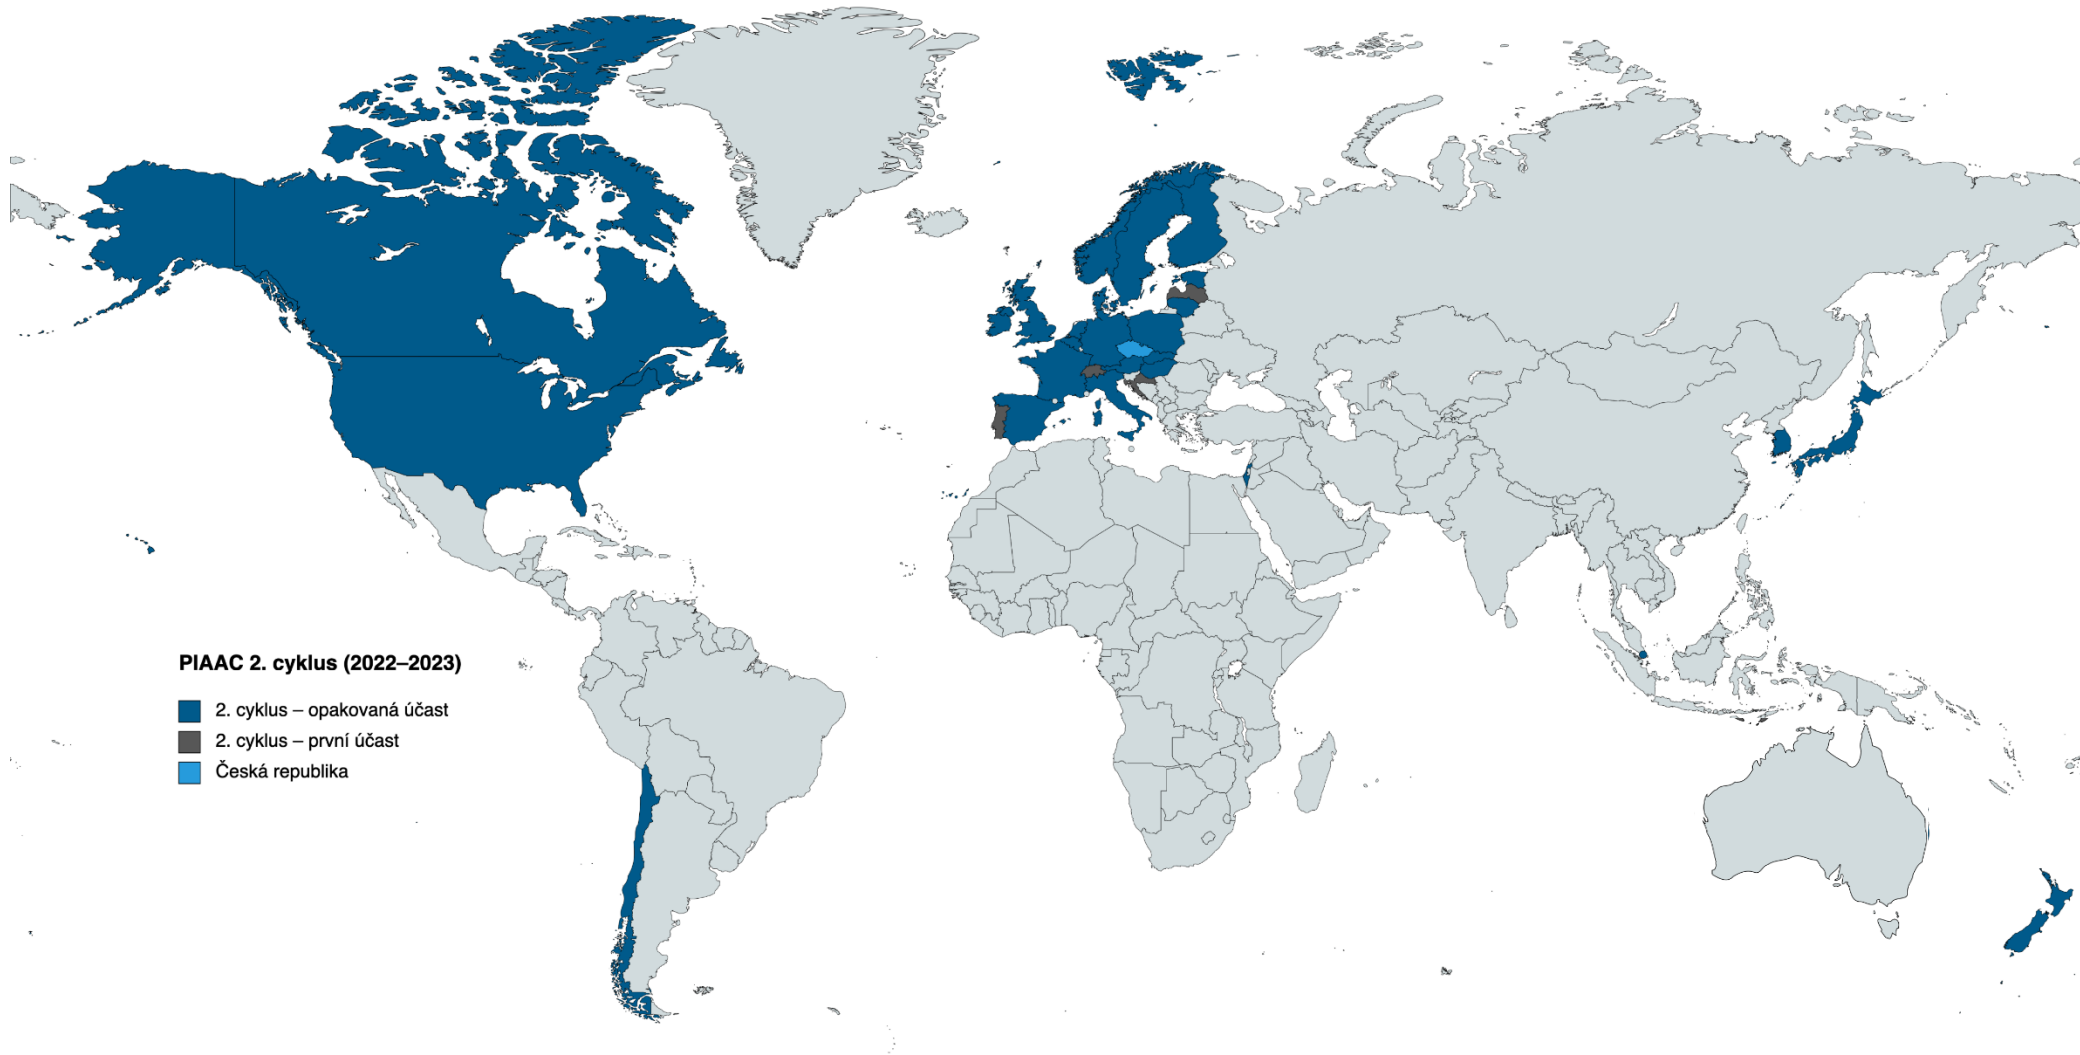 PIAAC 2. cyklus (2022–2023)
2. cyklus – opakovaná účast
2. cyklus – první účast
Česká republika